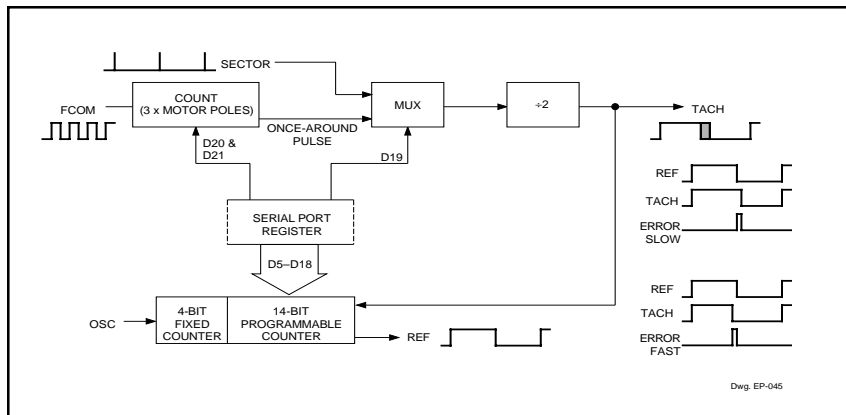 SECTOR
FCOM
COUNT
(3 x MOTOR POLES)
MUX
÷2
TACH
ONCE-AROUND
PULSE
D20 &
D21
D19
REF
TACH
ERROR
SLOW
SERIAL PORT
REGISTER
D5–D18
REF
TACH
ERROR
FAST
OSC
4-BIT
FIXED
COUNTER
14-BIT
PROGRAMMABLE
COUNTER
REF
Dwg. EP-045